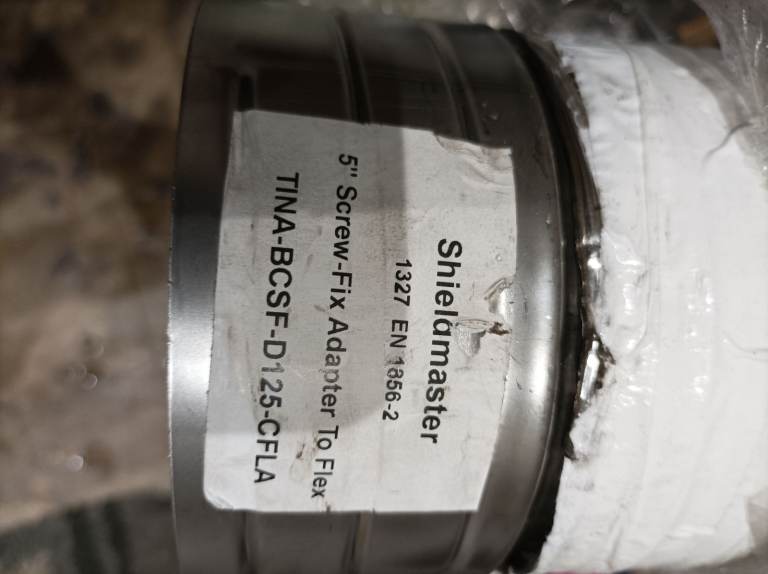 Shieldmaster
1327 EN 1856-2
5" Screw-Fix Adapter To Flex
TINA-BCSF-D125-CFLA